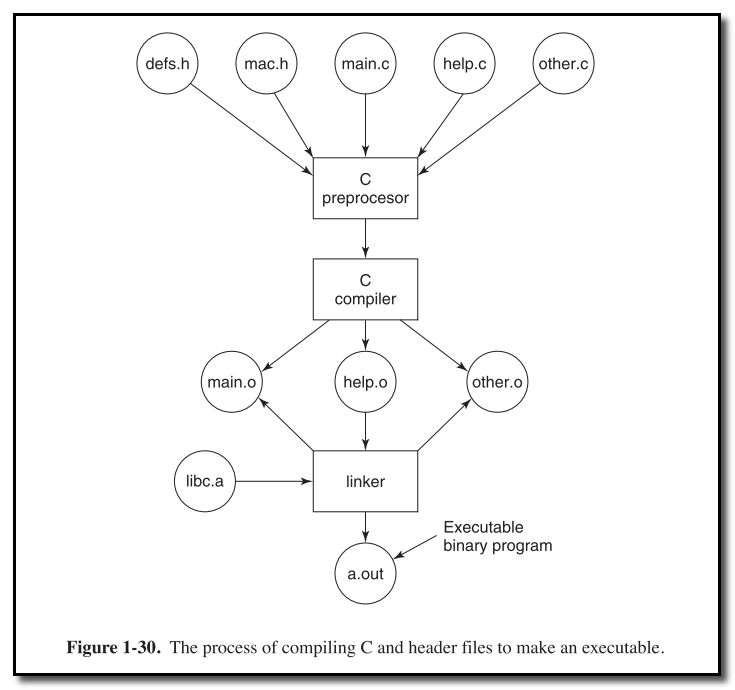 defs.h
mac.h
main.c
help.c
other.c
C
preprocesor
C
compiler
main.o
help.o
other.o
libc.a
linker
Executable
binary program
a.out
Figure 1-30. The process of compiling C and header files to make an executable.